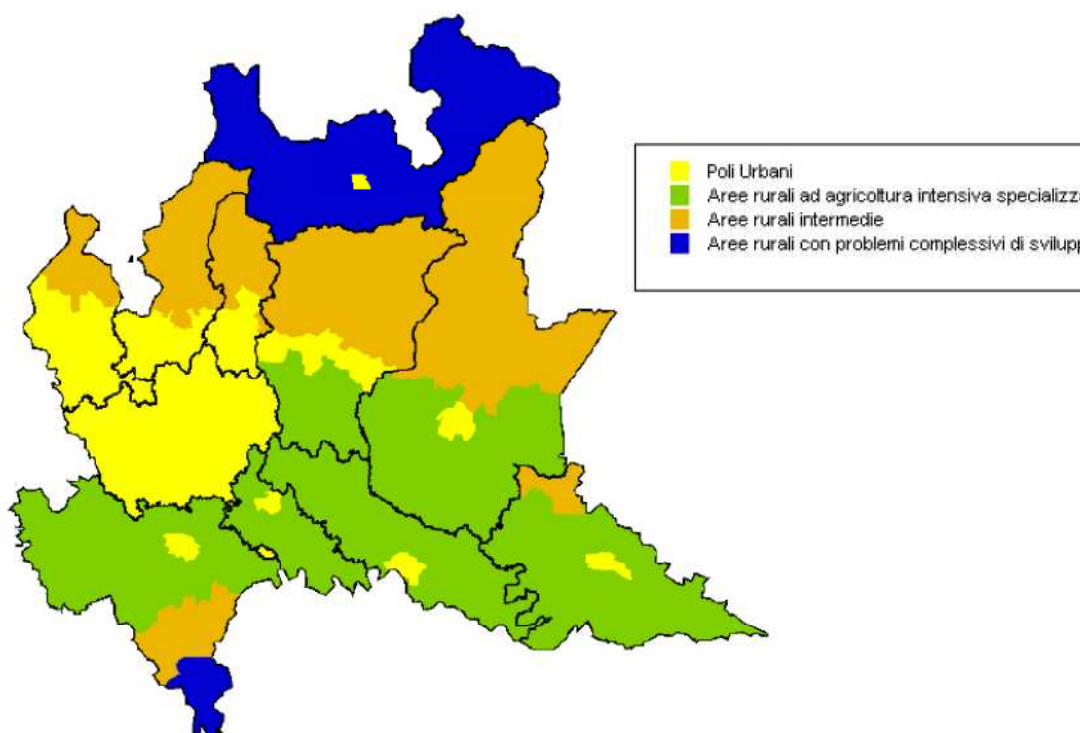 Poli Urbani
Aree rurali ad agricoltura intensiva specializza
Aree rurali intermedie
Aree rurali con problemi complessivi di svilupp